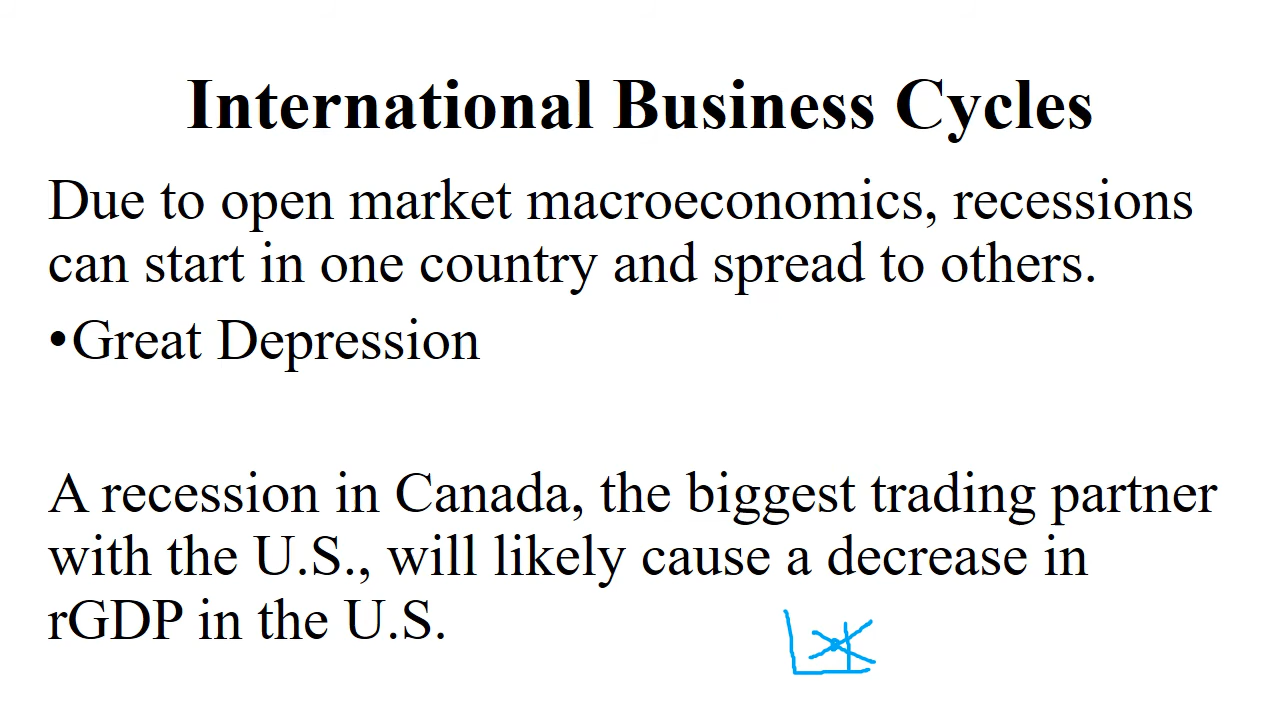 International Business Cycles
Due to open market macroeconomics, recessions
can start in one country and spread to others.
•Great Depression
A recession in Canada, the biggest trading partner
with the U.S., will likely cause a decrease in
rGDP in the U.S.